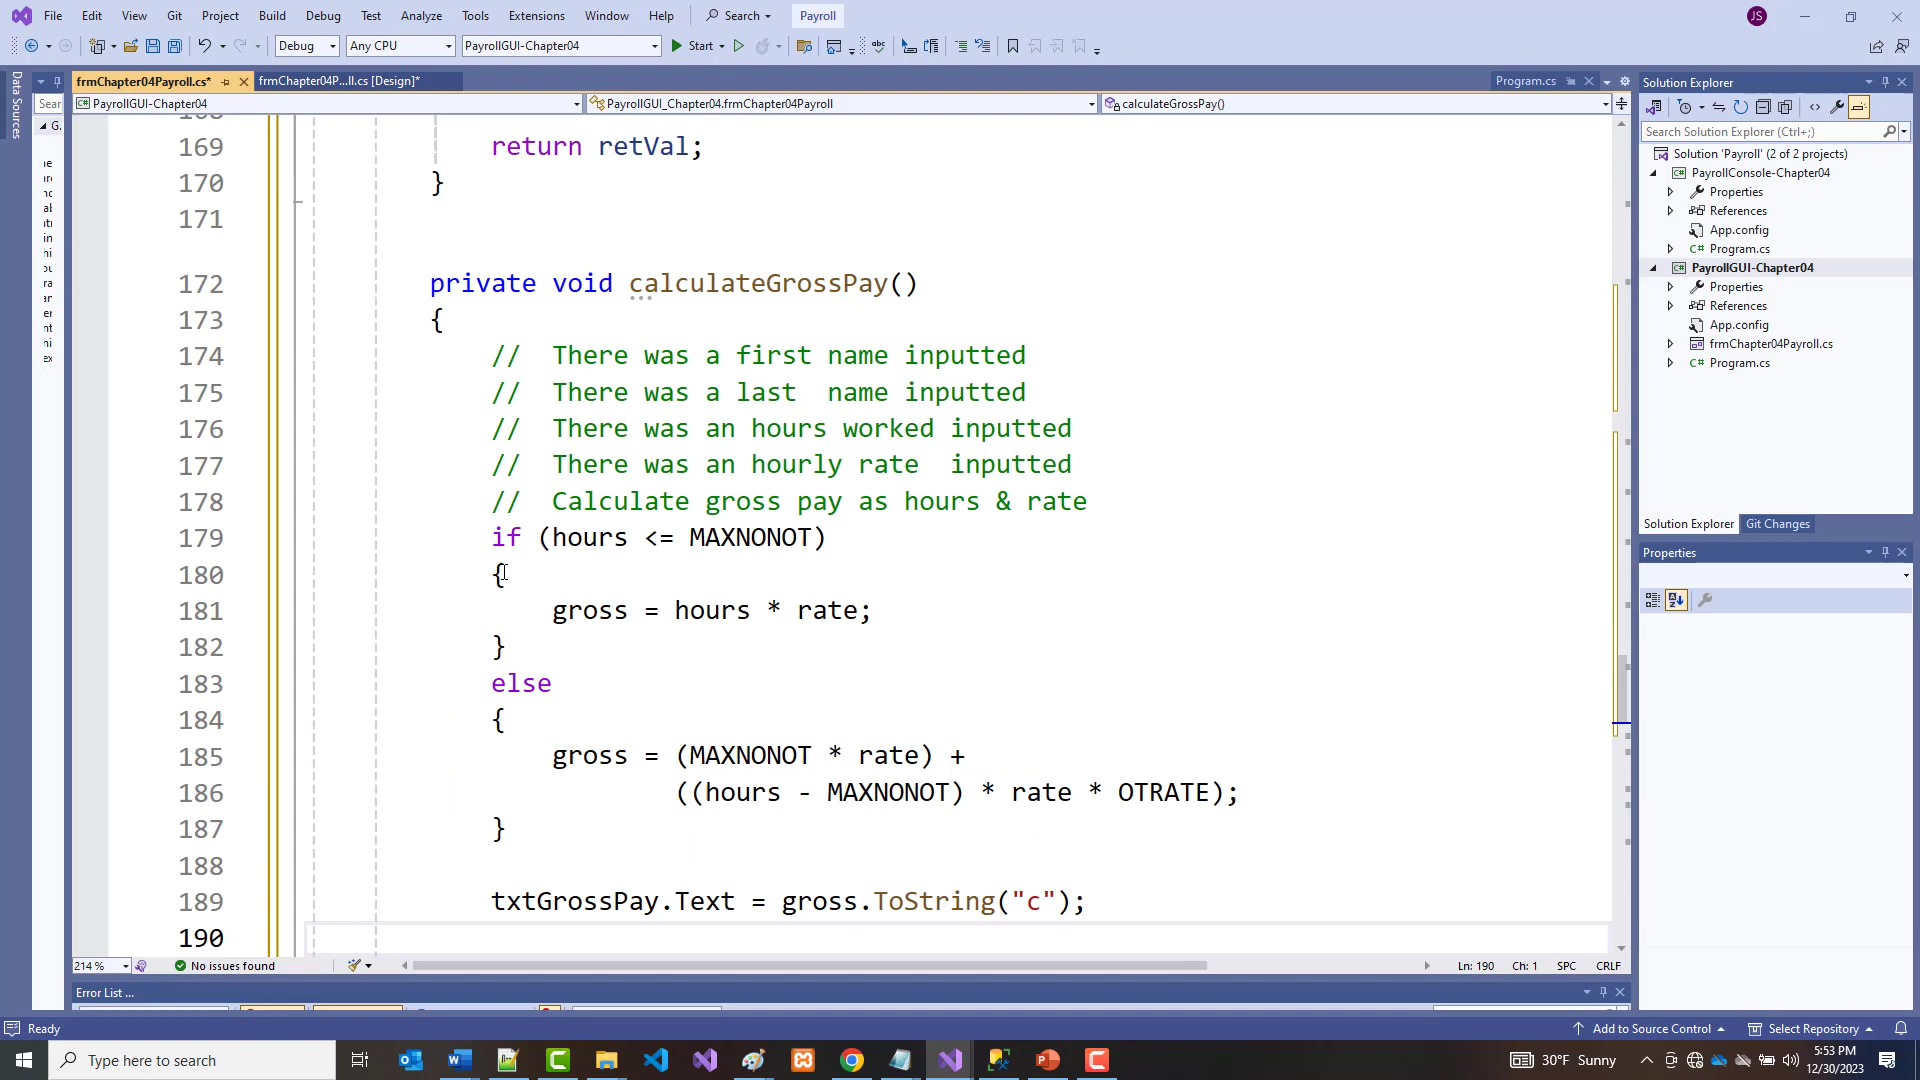 File Edit View Git Project Build Debug Test Analyze Tools Extensions Window Help Search Payroll JS
Debug Any CPU PayrollGUI-Chapter04 Start
Data Sources
frmChapter04Payroll.cs* frmChapter04P...ll.cs [Design]* Program.cs
Sear PayrollGUI-Chapter04 PayrollGUI_Chapter04.frmChapter04Payroll calculateGrossPay()
169 return retVal;
170 }
171
172 private void calculateGrossPay()
173 {
174 // There was a first name inputted
175 // There was a last  name inputted
176 // There was an hours worked inputted
177 // There was an hourly rate  inputted
178 // Calculate gross pay as hours & rate
179 if (hours <= MAXNONOT)
180 {
181 gross = hours * rate;
182 }
183 else
184 {
185 gross = (MAXNONOT * rate) +
186 ((hours - MAXNONOT) * rate * OTRATE);
187 }
188
189 txtGrossPay.Text = gross.ToString("c");
190
214 % No issues found Ln: 190 Ch: 1 SPC CRLF
Error List ...
Solution Explorer
Search Solution Explorer (Ctrl+;)
Solution 'Payroll' (2 of 2 projects)
PayrollConsole-Chapter04
Properties
References
App.config
C# Program.cs
PayrollGUI-Chapter04
Properties
References
App.config
frmChapter04Payroll.cs
C# Program.cs
Solution Explorer Git Changes
Properties
Ready Add to Source Control Select Repository
Type here to search 30°F Sunny 5:53 PM
12/30/2023